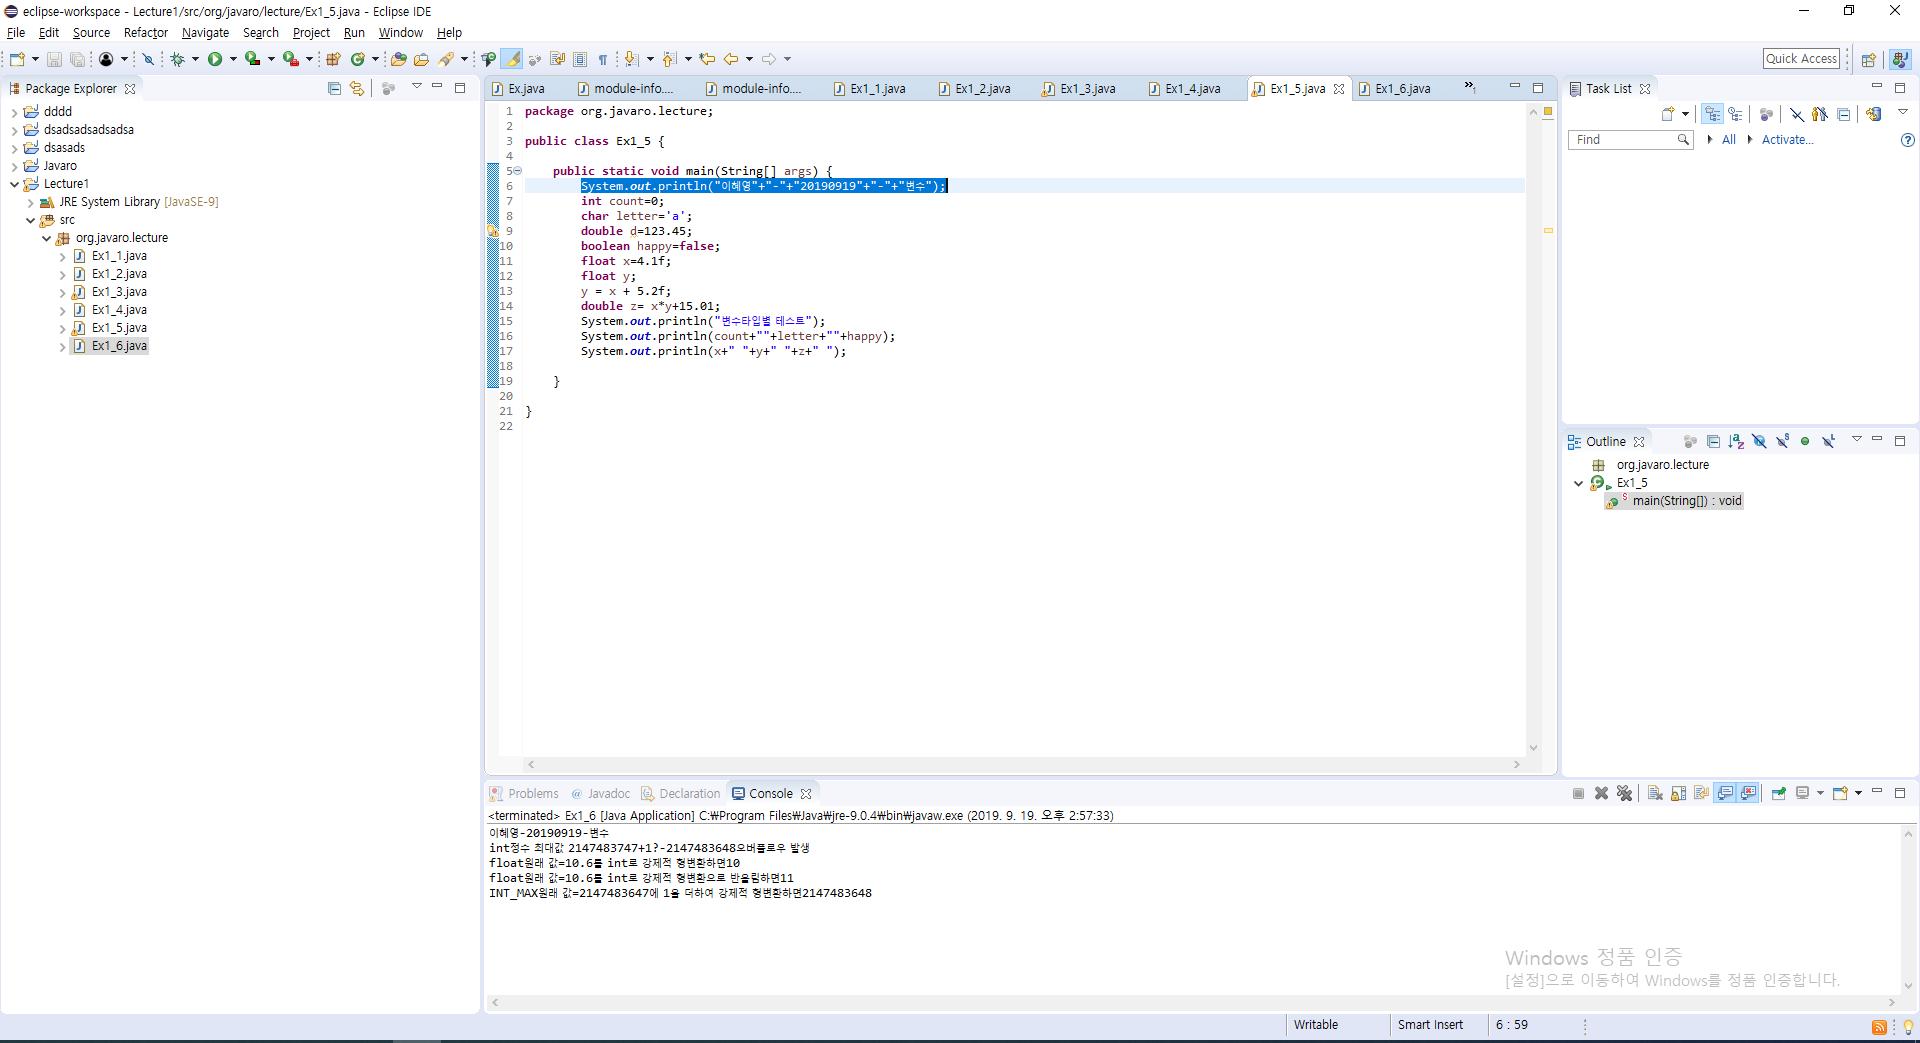 eclipse-workspace - Lecture1/src/org/javaro/lecture/Ex1_5.java - Eclipse IDE
File Edit Source Refactor Navigate Search Project Run Window Help
Quick Access
Package Explorer
dddd
dsadsadsadsadsa
dsasads
Javaro
Lecture1
JRE System Library [JavaSE-9]
src
org.javaro.lecture
Ex1_1.java
Ex1_2.java
Ex1_3.java
Ex1_4.java
Ex1_5.java
Ex1_6.java
Ex.java module-info.... module-info.... Ex1_1.java Ex1_2.java Ex1_3.java Ex1_4.java Ex1_5.java Ex1_6.java »1
1 package org.javaro.lecture;
2
3 public class Ex1_5 {
4
5 public static void main(String[] args) {
6 System.out.println("이혜영"+"-"+"20190919"+"-"+"변수");
7 int count=0;
8 char letter='a';
9 double d=123.45;
10 boolean happy=false;
11 float x=4.1f;
12 float y;
13 y = x + 5.2f;
14 double z= x*y+15.01;
15 System.out.println("변수타입별 테스트");
16 System.out.println(count+""+letter+""+happy);
17 System.out.println(x+" "+y+" "+z+" ");
18
19 }
20
21 }
22
Task List
Find All Activate...
Outline
org.javaro.lecture
Ex1_5
main(String[]) : void
Problems @ Javadoc Declaration Console
<terminated> Ex1_6 [Java Application] C:₩Program Files₩Java₩jre-9.0.4₩bin₩javaw.exe (2019. 9. 19. 오후 2:57:33)
이혜영-20190919-변수
int정수 최대값 2147483747+1?-2147483648오버플로우 발생
float원래 값=10.6를 int로 강제적 형변환하면10
float원래 값=10.6를 int로 강제적 형변환으로 반올림하면11
INT_MAX원래 값=2147483647에 1을 더하여 강제적 형변환하면2147483648
Windows 정품 인증
[설정]으로 이동하여 Windows를 정품 인증합니다.
Writable Smart Insert 6 : 59